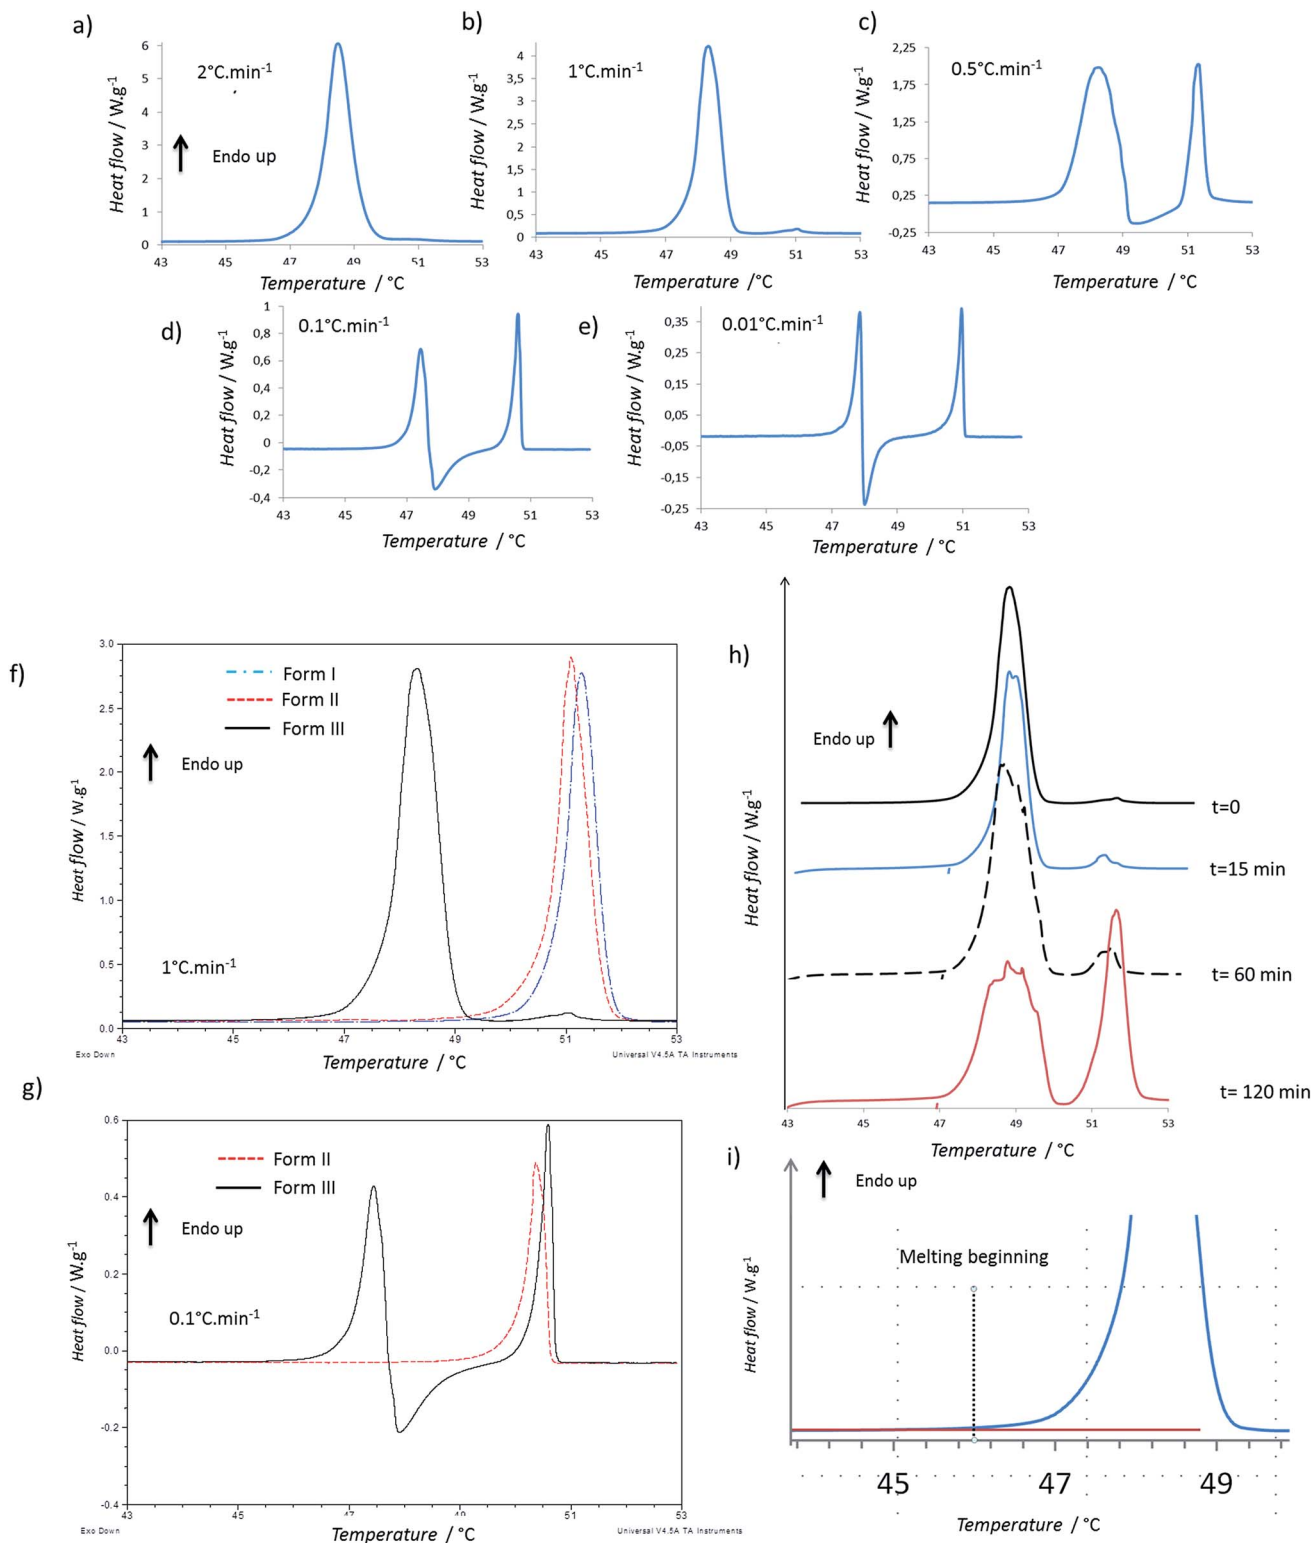 a)
2°C.min-1
Endo up
Heat flow / W.g-1
6
5
4
3
2
1
0
43 45 47 49 51 53
Temperature / °C
b)
1°C.min-1
Heat flow / W.g-1
4
3,5
3
2,5
2
1,5
1
0,5
0
43 45 47 49 51 53
Temperature / °C
c)
0.5°C.min-1
Heat flow / W.g-1
2,25
1,75
1,25
0,75
0,25
-0,25
43 45 47 49 51 53
Temperature / °C
d)
0.1°C.min-1
Heat flow / W.g-1
1
0,8
0,6
0,4
0,2
0
-0,2
-0,4
43 45 47 49 51 53
Temperature / °C
e)
0.01°C.min-1
Heat flow / W.g-1
0,35
0,25
0,15
0,05
-0,05
-0,15
-0,25
43 45 47 49 51 53
Temperature / °C
f)
Form I
Form II
Form III
Endo up
1°C.min-1
Heat flow / W.g-1
3.0
2.5
2.0
1.5
1.0
0.5
0.0
43 45 47 49 51 53
Exo Down
Temperature / °C
Universal V4.5A TA Instruments
g)
Form II
Form III
Endo up
0.1°C.min-1
Heat flow / W.g-1
0.6
0.4
0.2
0.0
-0.2
-0.4
43 45 47 49 51 53
Exo Down
Temperature / °C
Universal V4.5A TA Instruments
h)
Endo up
Heat flow / W.g-1
t=0
t=15 min
t= 60 min
t= 120 min
43 45 47 49 51 53
Temperature / °C
i)
Endo up
Melting beginning
Heat flow / W.g-1
45 47 49
Temperature / °C